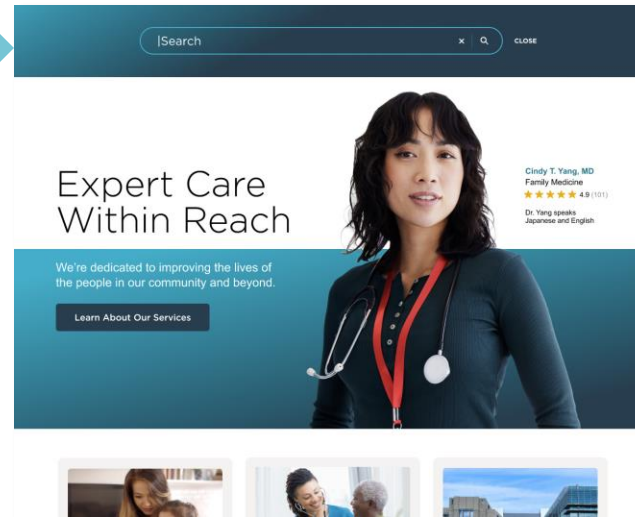 Search
CLOSE
Expert Care
Within Reach
Cindy T. Yang, MD
Family Medicine
4.9 (101)
Dr. Yang speaks
Japanese and English
We're dedicated to improving the lives of
the people in our community and beyond.
Learn About Our Services